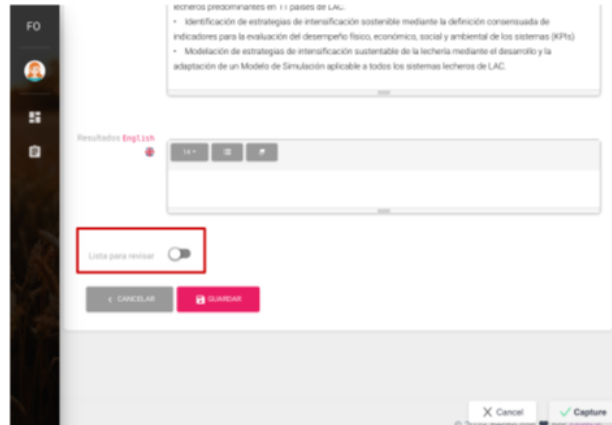 FO
lecheros predominantes en 11 países de LAC.
• Identificación de estrategias de intensificación sostenible mediante la definición consensuada de
indicadores para la evaluación del desempeño físico, económico, social y ambiental de los sistemas (KPIs)
• Modelación de estrategias de intensificación sustentable de la lechería mediante el desarrollo y la
adaptación de un Modelo de Simulación aplicable a todos los sistemas lecheros de LAC.
Resultados English
14
Lista para revisar
CANCELAR
GUARDAR
Cancel
Capture